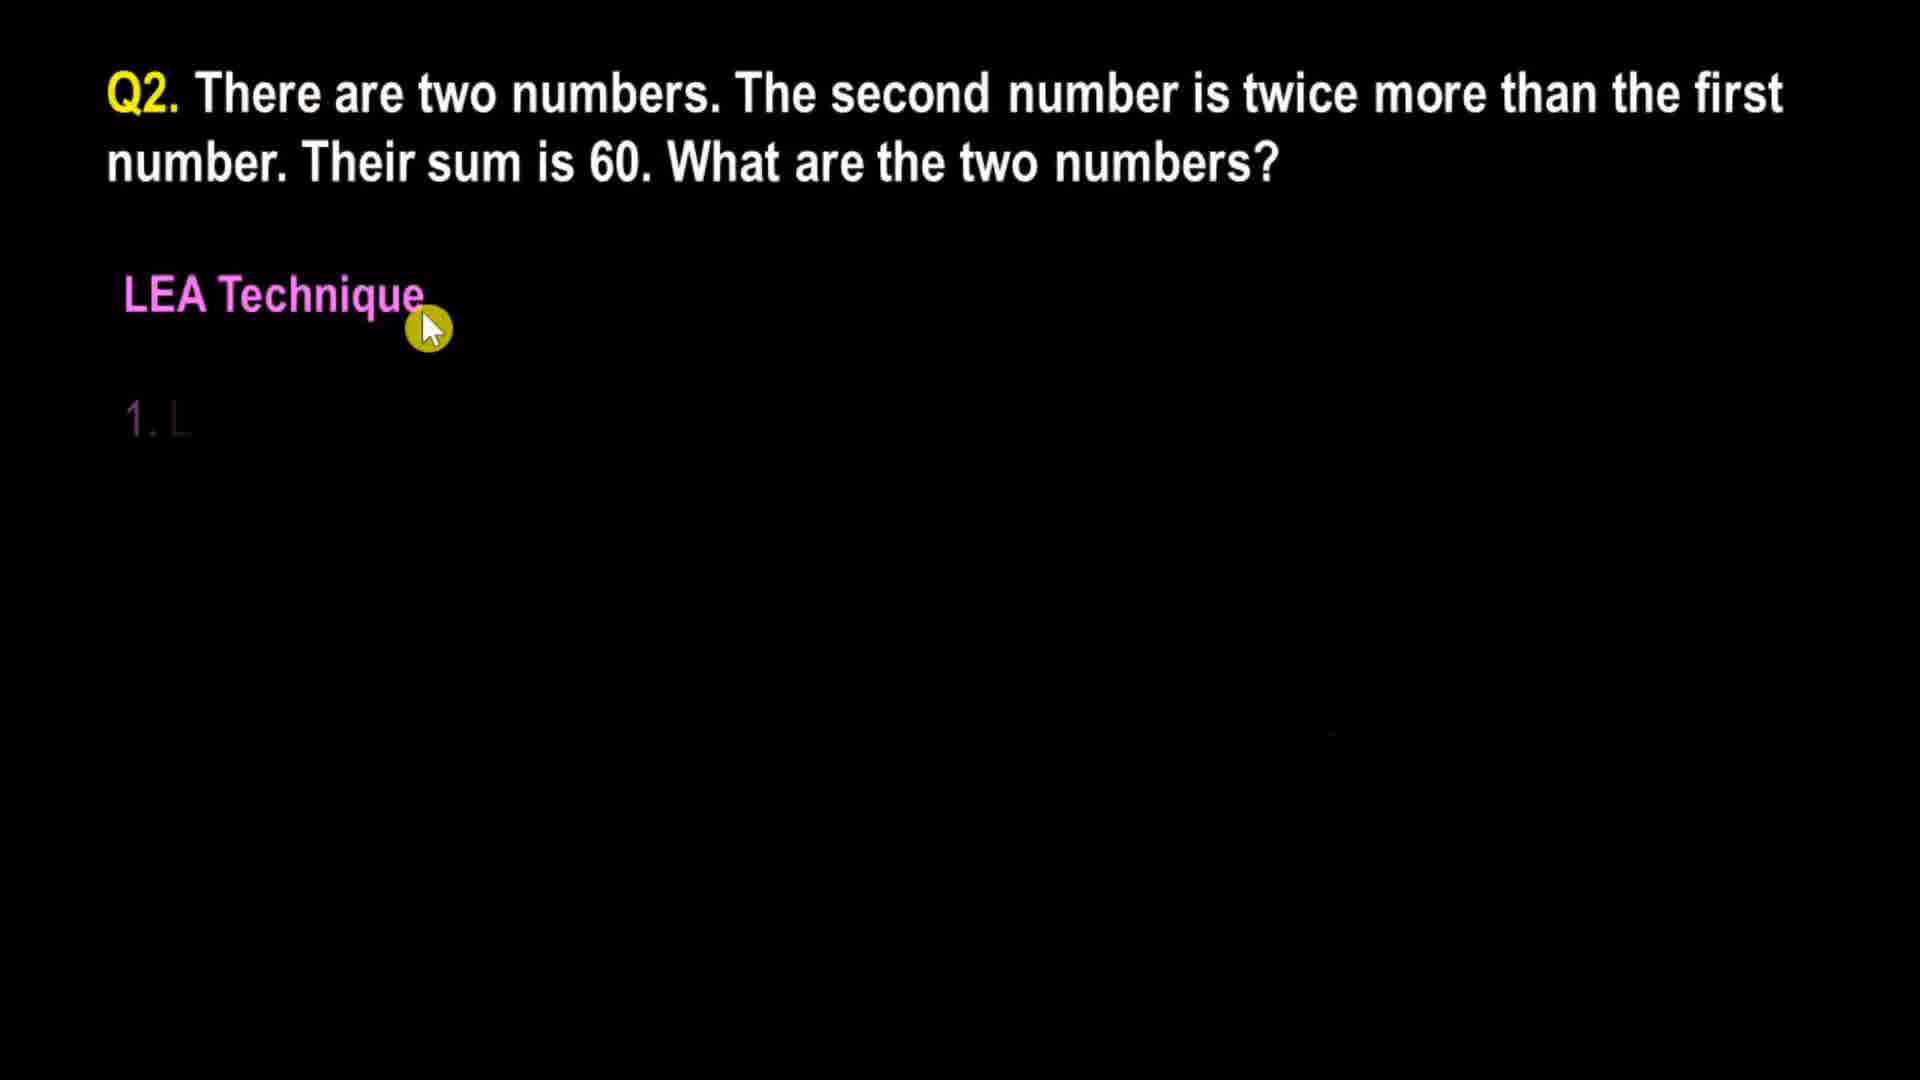 Q2. There are two numbers. The second number is twice more than the first
number. Their sum is 60. What are the two numbers?
LEA Technique
1. L